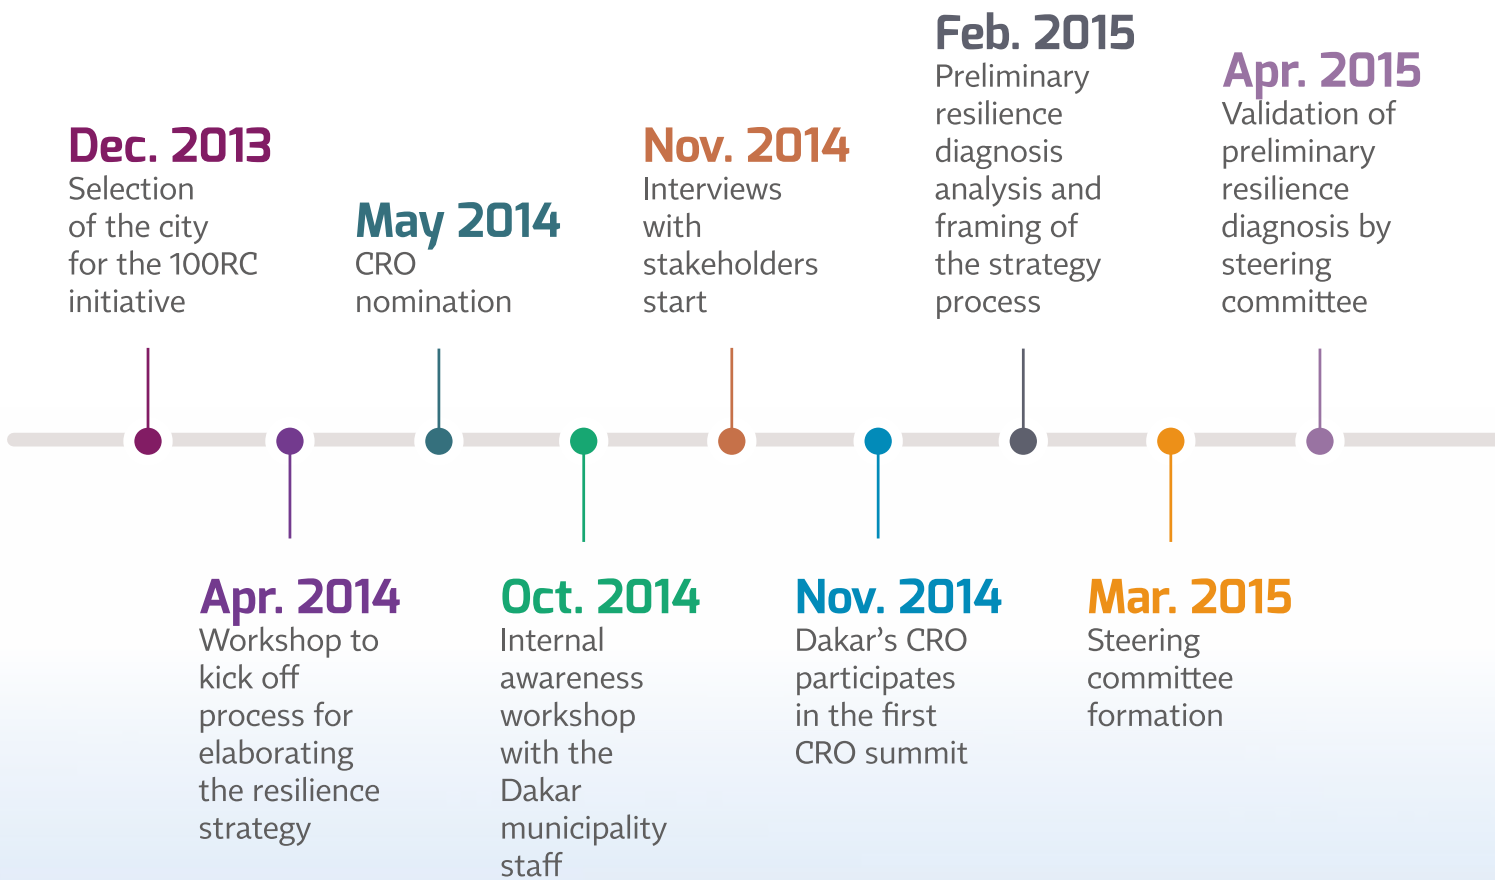 Dec. 2013
Selection
of the city
for the 100RC
initiative
Apr. 2014
Workshop to
kick off
process for
elaborating
the resilience
strategy
May 2014
CRO
nomination
Oct. 2014
Internal
awareness
workshop
with the
Dakar
municipality
staff
Nov. 2014
Interviews
with
stakeholders
start
Nov. 2014
Dakar’s CRO
participates
in the first
CRO summit
Feb. 2015
Preliminary
resilience
diagnosis
analysis and
framing of
the strategy
process
Mar. 2015
Steering
committee
formation
Apr. 2015
Validation of
preliminary
resilience
diagnosis by
steering
committee